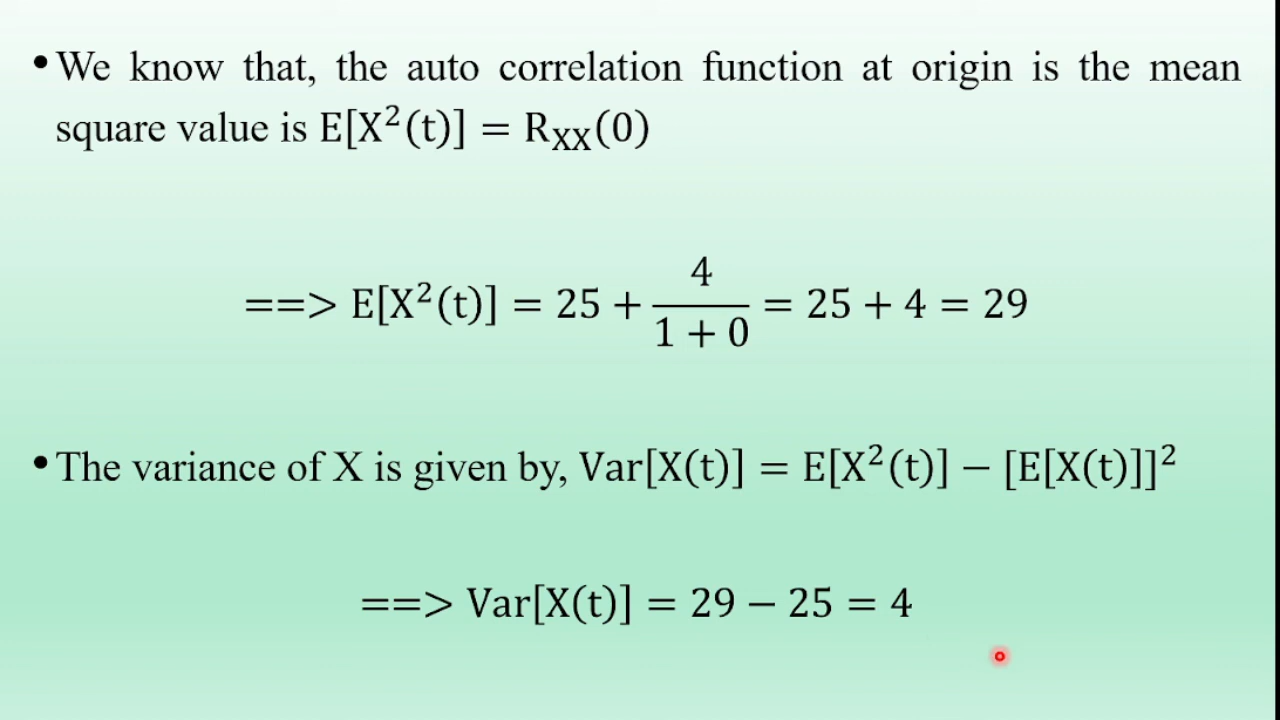 •We know that, the auto correlation function at origin is the mean
square value is E[X²(t)] = R_XX(0)
==> E[X²(t)] = 25 + 4/(1 + 0) = 25 + 4 = 29
•The variance of X is given by, Var[X(t)] = E[X²(t)] − [E[X(t)]]²
==> Var[X(t)] = 29 − 25 = 4